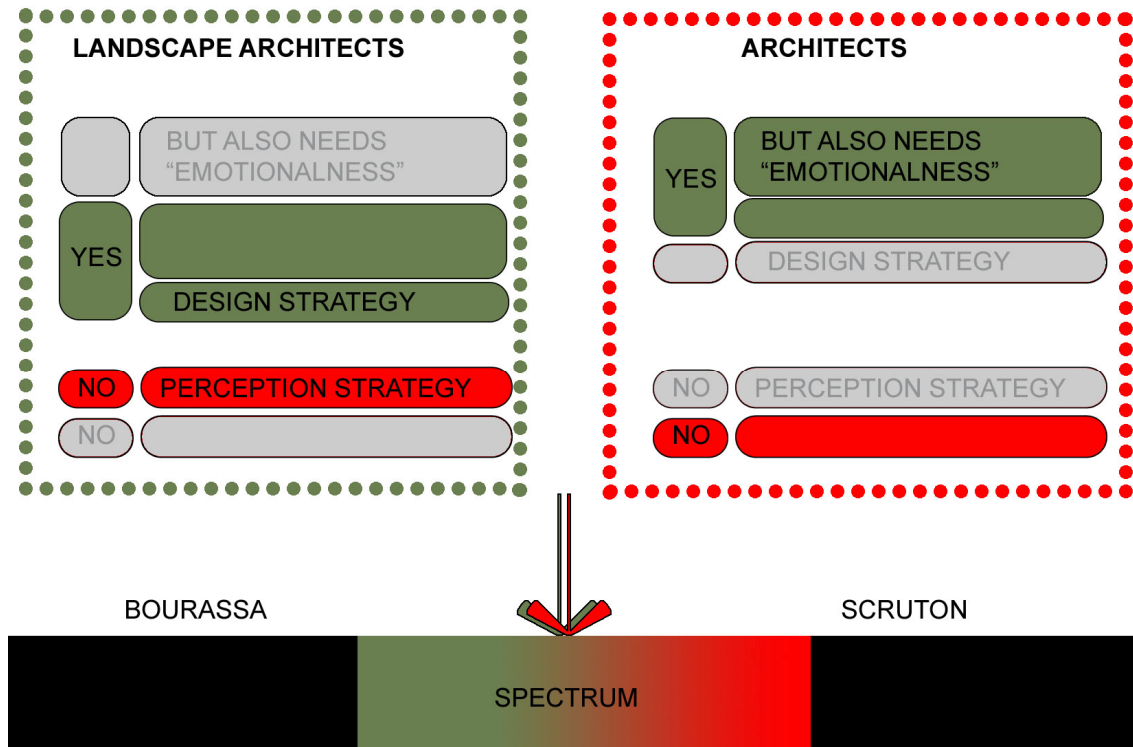 LANDSCAPE ARCHITECTS
BUT ALSO NEEDS
“EMOTIONALNESS”
YES
DESIGN STRATEGY
NO
PERCEPTION STRATEGY
NO
ARCHITECTS
YES
BUT ALSO NEEDS
“EMOTIONALNESS”
DESIGN STRATEGY
NO
PERCEPTION STRATEGY
NO
BOURASSA
SCRUTON
SPECTRUM